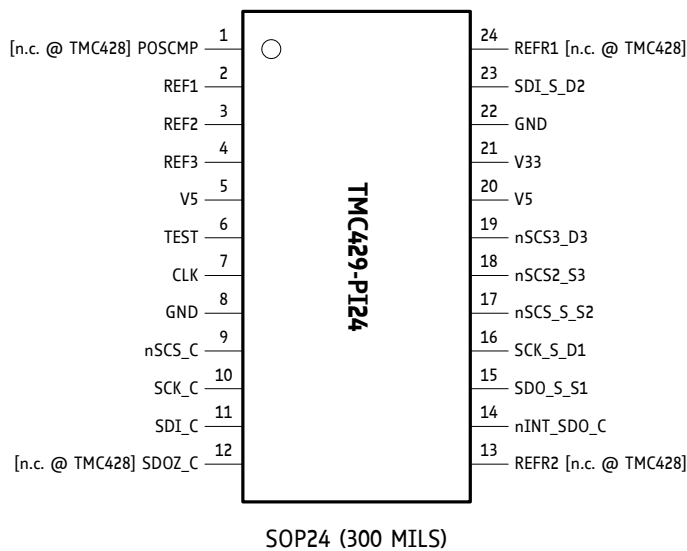 [n.c. @ TMC428] POSCMP 1
REF1 2
REF2 3
REF3 4
V5 5
TEST 6
CLK 7
GND 8
nSCS_C 9
SCK_C 10
SDI_C 11
[n.c. @ TMC428] SDOZ_C 12
TMC429-PI24
24 REFR1 [n.c. @ TMC428]
23 SDI_S_D2
22 GND
21 V33
20 V5
19 nSCS3_D3
18 nSCS2_S3
17 nSCS_S_S2
16 SCK_S_D1
15 SDO_S_S1
14 nINT_SDO_C
13 REFR2 [n.c. @ TMC428]
SOP24 (300 MILS)